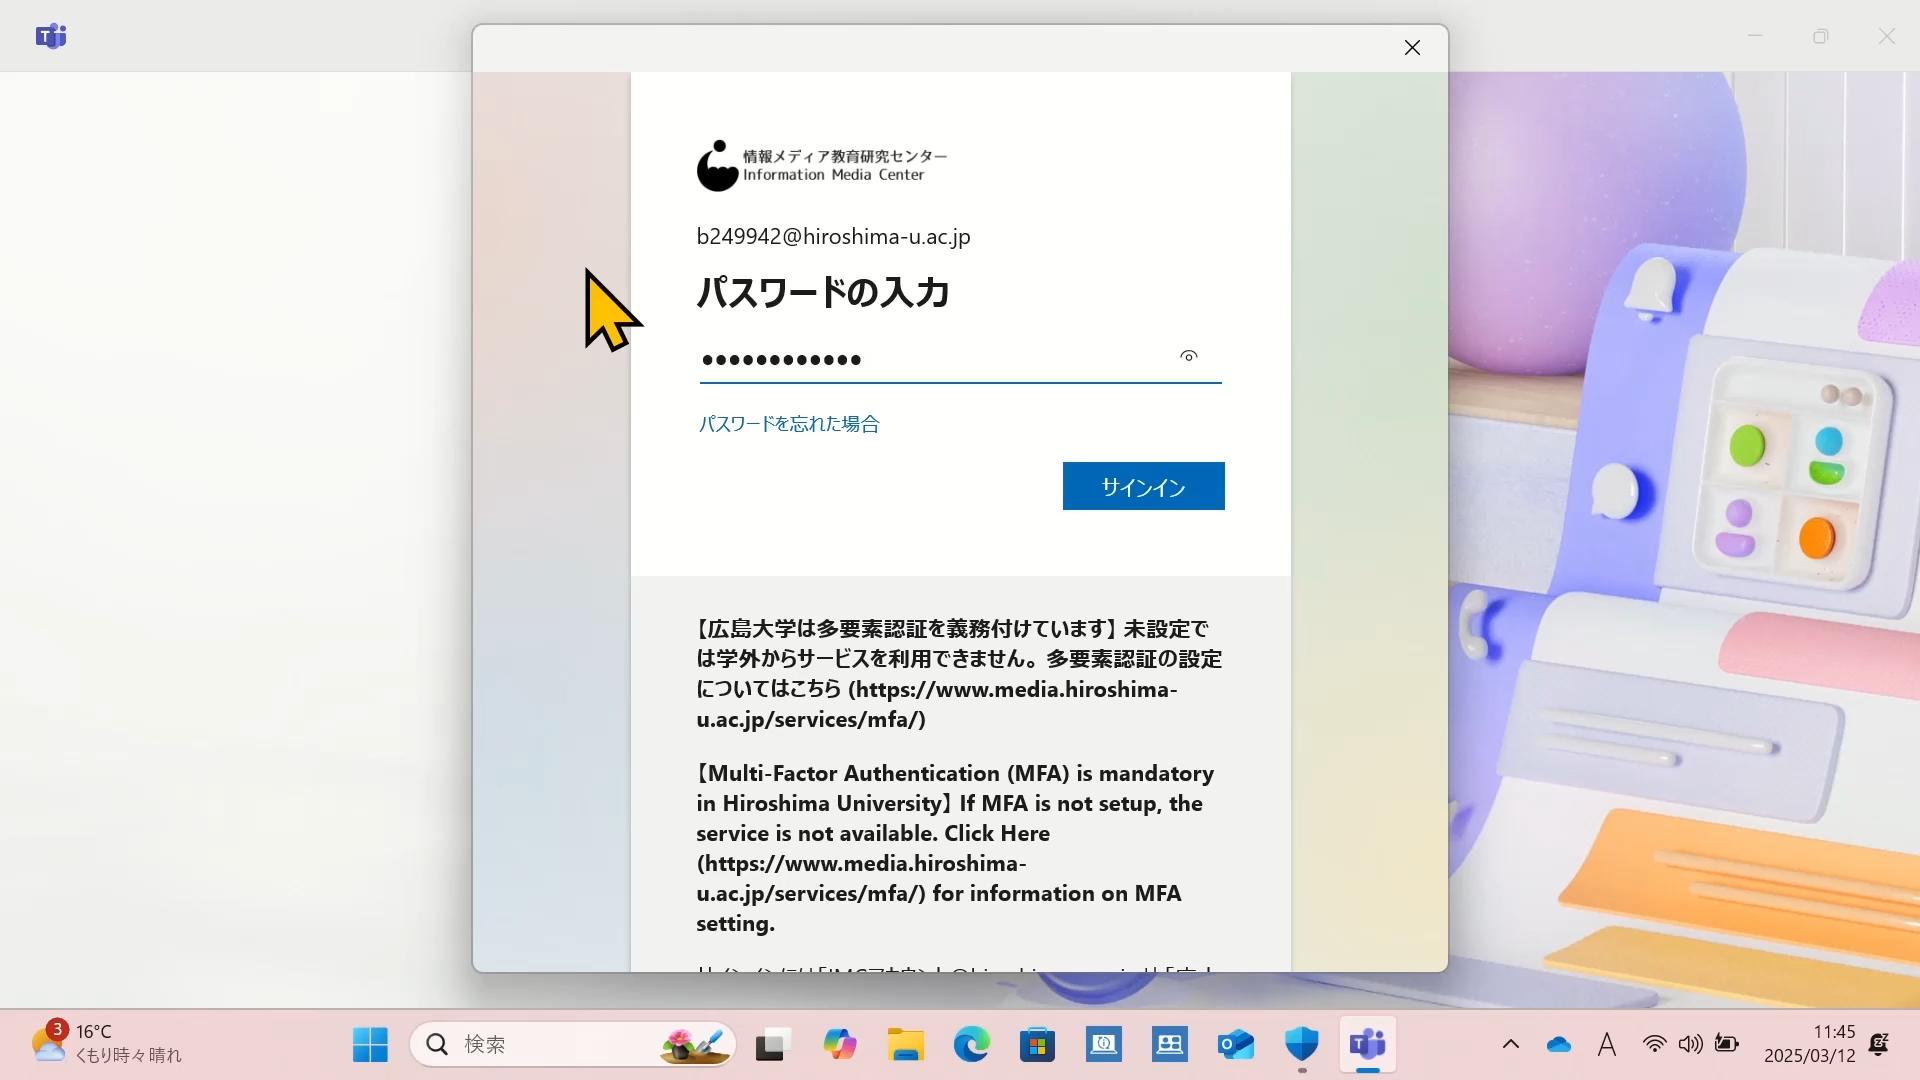 情報メディア教育研究センター
Information Media Center
b249942@hiroshima-u.ac.jp
パスワードの入力
●●●●●●●●●●●●
パスワードを忘れた場合
サインイン
【広島大学は多要素認証を義務付けています】 未設定で
は学外からサービスを利用できません。多要素認証の設定
についてはこちら (https://www.media.hiroshima-
u.ac.jp/services/mfa/)
【Multi-Factor Authentication (MFA) is mandatory
in Hiroshima University】 If MFA is not setup, the
service is not available. Click Here
(https://www.media.hiroshima-
u.ac.jp/services/mfa/) for information on MFA
setting.
3
16°C
くもり時々晴れ
検索
A
11:45
2025/03/12